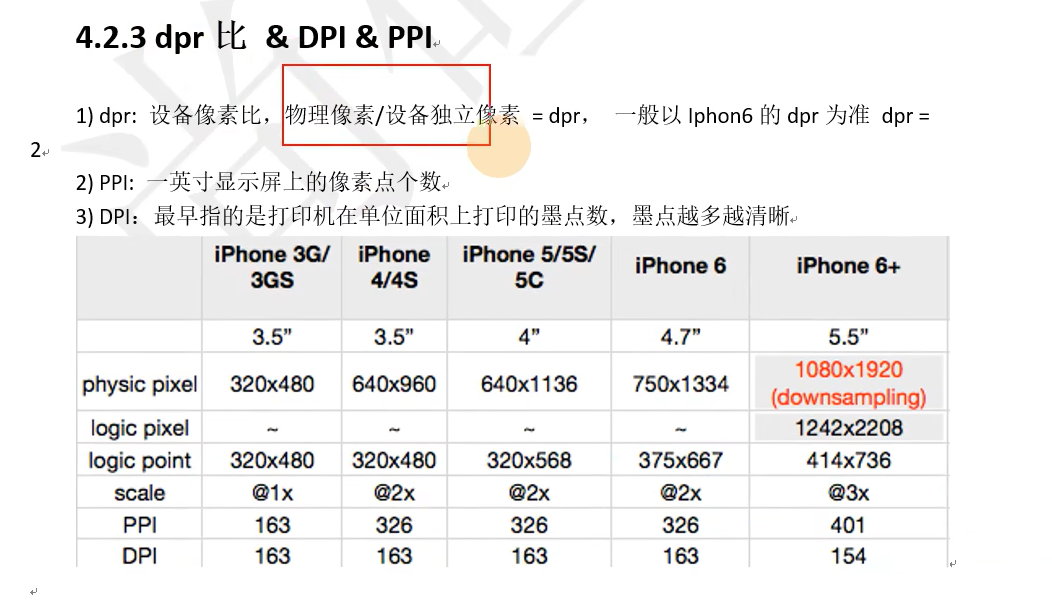 4.2.3 dpr 比 & DPI & PPI
1) dpr: 设备像素比，物理像素/设备独立像素 = dpr， 一般以 Iphon6 的 dpr 为准 dpr =
2
2) PPI: 一英寸显示屏上的像素点个数
3) DPI：最早指的是打印机在单位面积上打印的墨点数，墨点越多越清晰
iPhone 3G/3GS iPhone 4/4S iPhone 5/5S/5C iPhone 6 iPhone 6+
3.5” 3.5” 4” 4.7” 5.5”
physic pixel 320x480 640x960 640x1136 750x1334 1080x1920 (downsampling)
logic pixel ~ ~ ~ ~ 1242x2208
logic point 320x480 320x480 320x568 375x667 414x736
scale @1x @2x @2x @2x @3x
PPI 163 326 326 326 401
DPI 163 163 163 163 154